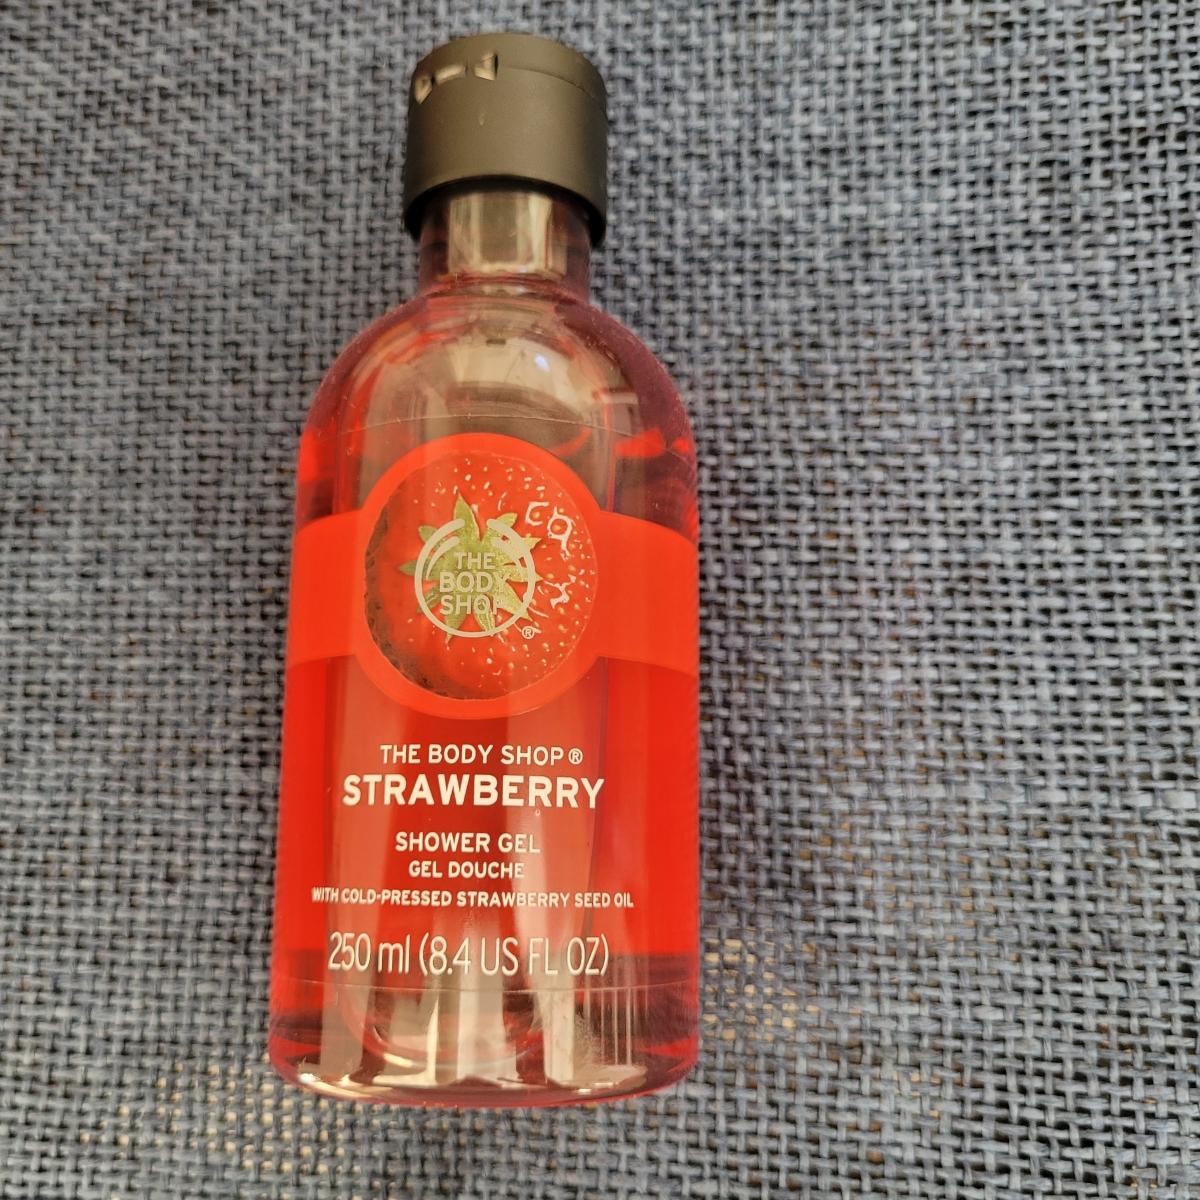 THE
BODY
SHOP
®
THE BODY SHOP®
STRAWBERRY
SHOWER GEL
GEL DOUCHE
WITH COLD-PRESSED STRAWBERRY SEED OIL
250 ml (8.4 US FL OZ)